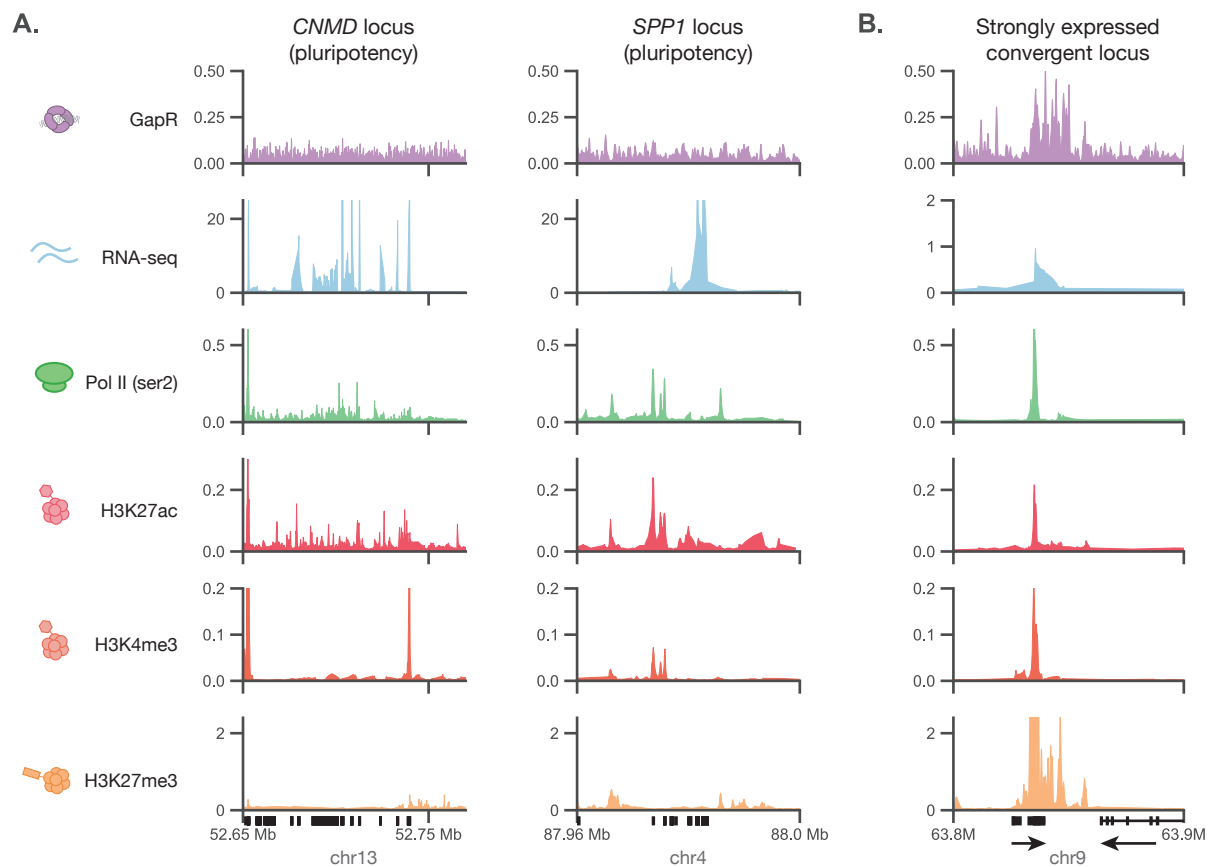 A.
CNMD locus
(pluripotency)
SPP1 locus
(pluripotency)
B.
Strongly expressed
convergent locus
GapR
0.50
0.25
0.00
0.50
0.25
0.00
0.50
0.25
0.00
RNA-seq
20
0
20
0
2
1
0
Pol II (ser2)
0.5
0.0
0.5
0.0
0.5
0.0
H3K27ac
0.2
0.0
0.2
0.0
0.2
0.0
H3K4me3
0.2
0.1
0.0
0.2
0.1
0.0
0.2
0.1
0.0
H3K27me3
2
0
2
0
2
0
52.65 Mb 52.75 Mb
chr13
87.96 Mb 88.0 Mb
chr4
63.8M 63.9M
chr9